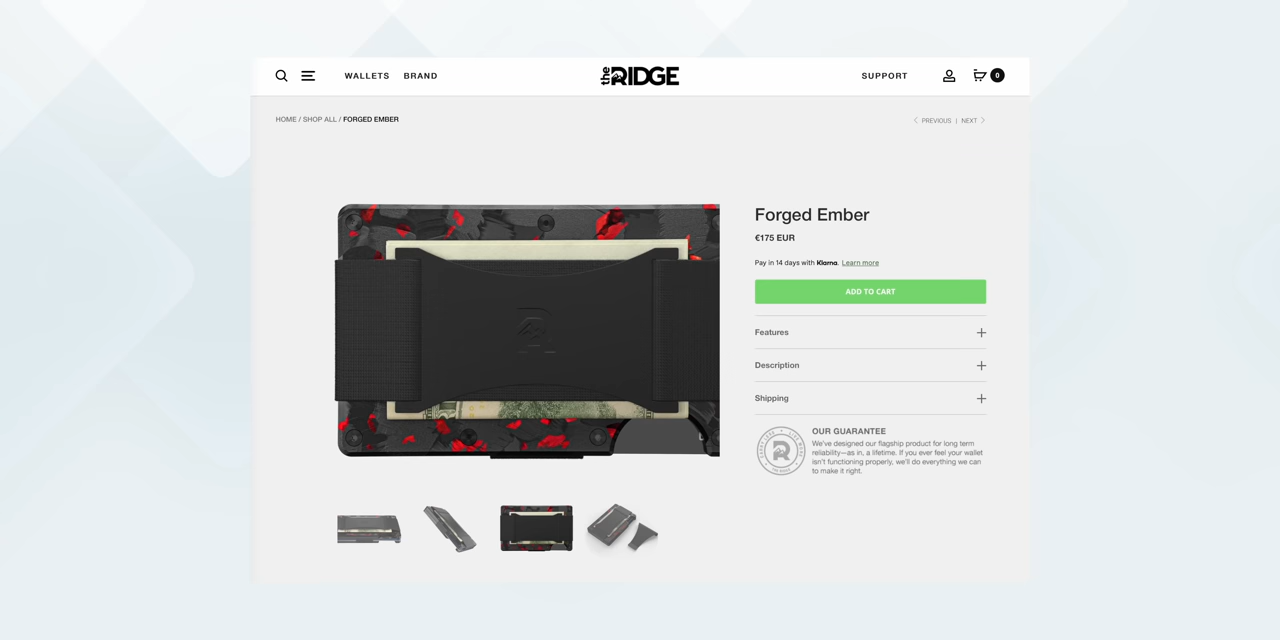 WALLETS BRAND
the RIDGE
SUPPORT
0
HOME / SHOP ALL / FORGED EMBER
PREVIOUS | NEXT
Forged Ember
€175 EUR
Pay in 14 days with Klarna. Learn more
ADD TO CART
Features
Description
Shipping
OUR GUARANTEE
We've designed our flagship product for long term
reliability—as in, a lifetime. If you ever feel your wallet
isn't functioning properly, we'll do everything we can
to make it right.